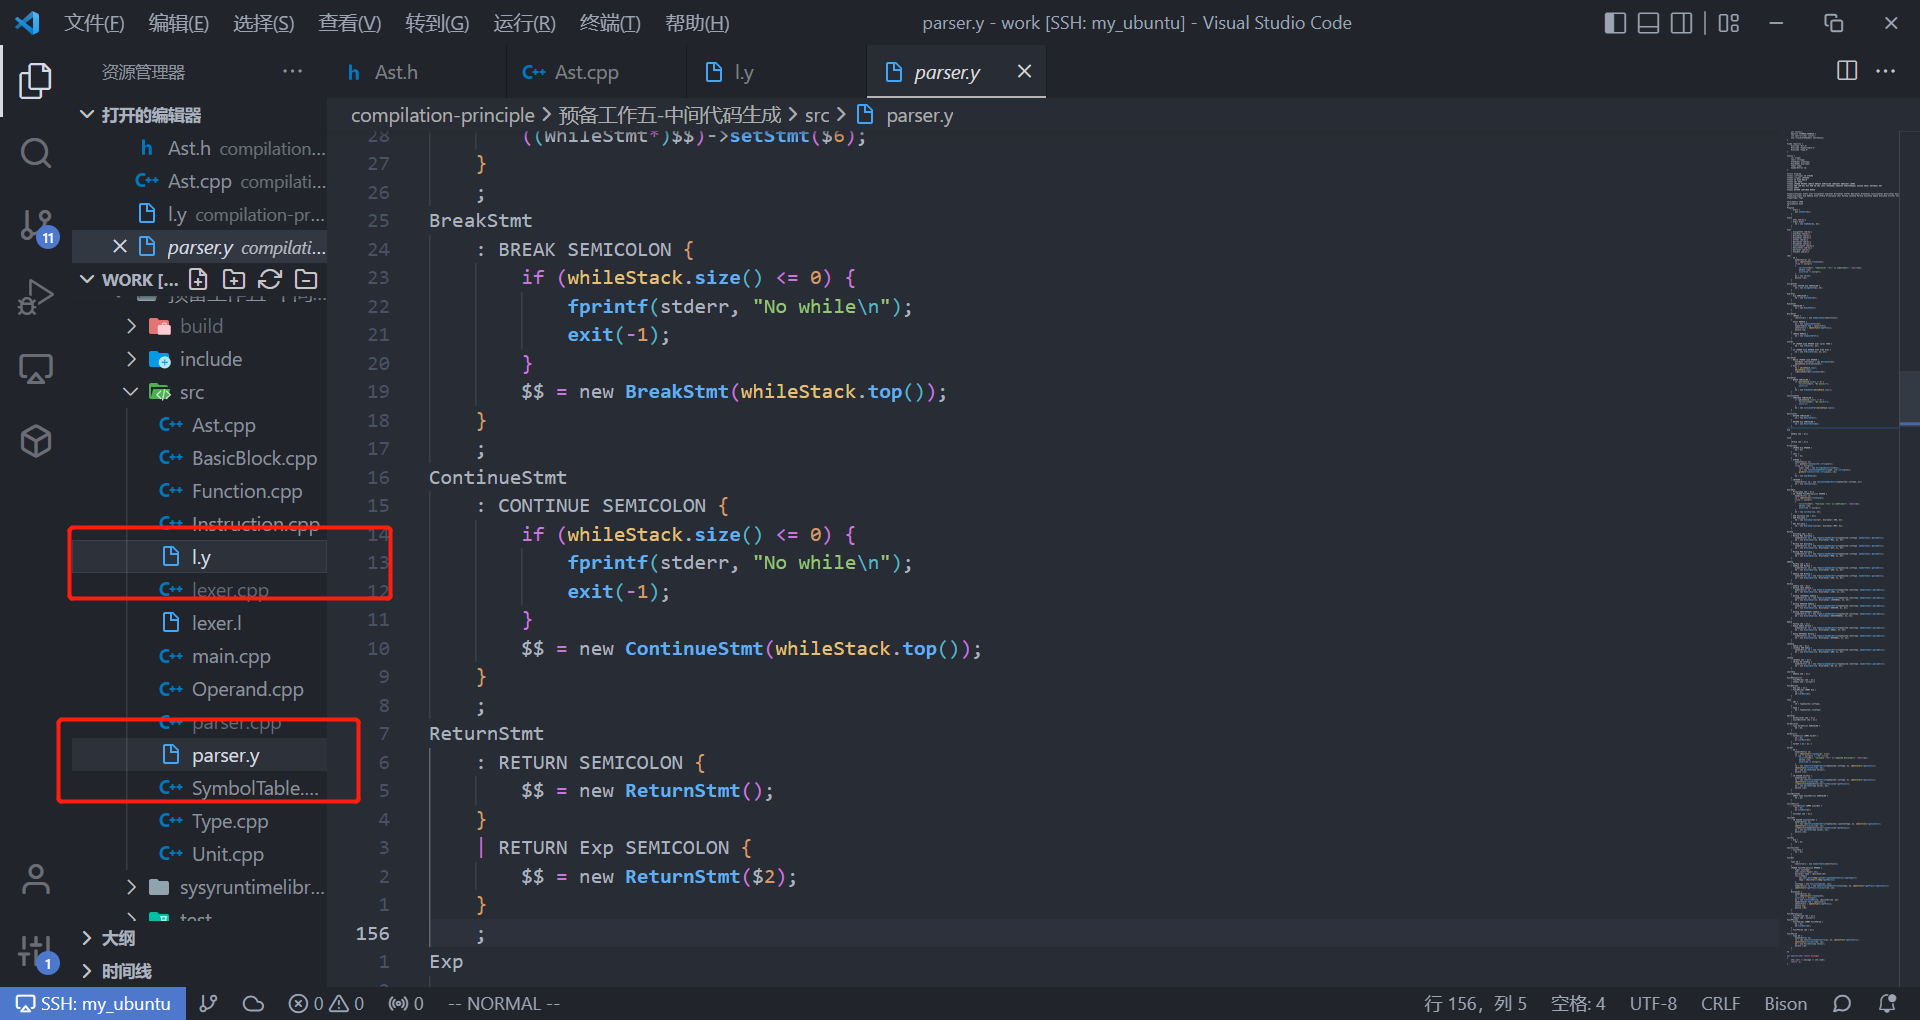 文件(F) 编辑(E) 选择(S) 查看(V) 转到(G) 运行(R) 终端(T) 帮助(H)
parser.y - work [SSH: my_ubuntu] - Visual Studio Code
资源管理器 ···
Ast.h
Ast.cpp
l.y
parser.y
打开的编辑器
Ast.h compilation...
Ast.cpp compilati...
l.y compilation-pr...
parser.y compilati...
11
WORK [...
build
include
src
Ast.cpp
BasicBlock.cpp
Function.cpp
Instruction.cpp
l.y
lexer.cpp
lexer.l
main.cpp
Operand.cpp
parser.cpp
parser.y
SymbolTable....
Type.cpp
Unit.cpp
sysyruntimelibr...
test
大纲
时间线
1
compilation-principle > 预备工作五-中间代码生成 > src > parser.y
28 ((WhileStmt*)$$)->setStmt($6);
27 }
26 ;
25 BreakStmt
24 : BREAK SEMICOLON {
23 if (whileStack.size() <= 0) {
22 fprintf(stderr, "No while\n");
21 exit(-1);
20 }
19 $$ = new BreakStmt(whileStack.top());
18 }
17 ;
16 ContinueStmt
15 : CONTINUE SEMICOLON {
14 if (whileStack.size() <= 0) {
13 fprintf(stderr, "No while\n");
12 exit(-1);
11 }
10 $$ = new ContinueStmt(whileStack.top());
9 }
8 ;
7 ReturnStmt
6 : RETURN SEMICOLON {
5 $$ = new ReturnStmt();
4 }
3 | RETURN Exp SEMICOLON {
2 $$ = new ReturnStmt($2);
1 }
156 ;
1 Exp
SSH: my_ubuntu
0 0
0
-- NORMAL --
行 156，列 5
空格: 4
UTF-8
CRLF
Bison